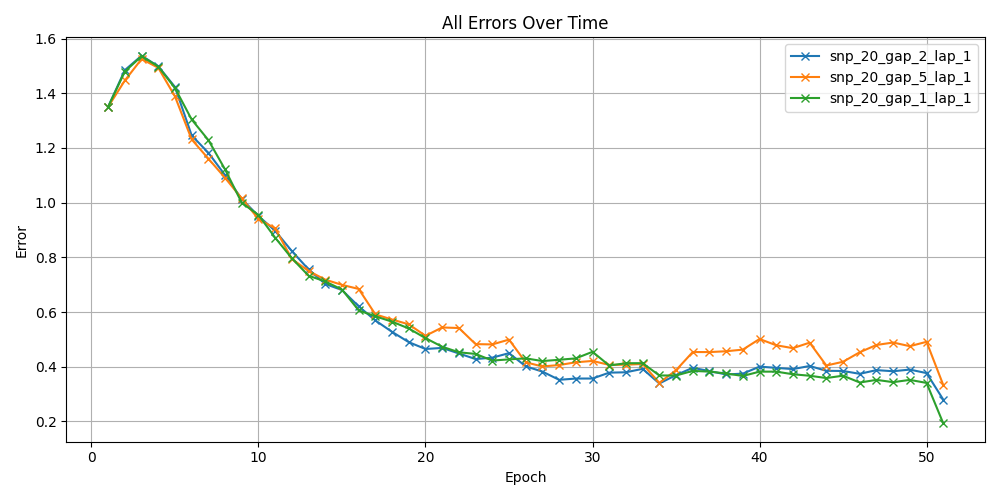 All Errors Over Time
snp_20_gap_2_lap_1
snp_20_gap_5_lap_1
snp_20_gap_1_lap_1
Error
1.6
1.4
1.2
1.0
0.8
0.6
0.4
0.2
0 10 20 30 40 50
Epoch